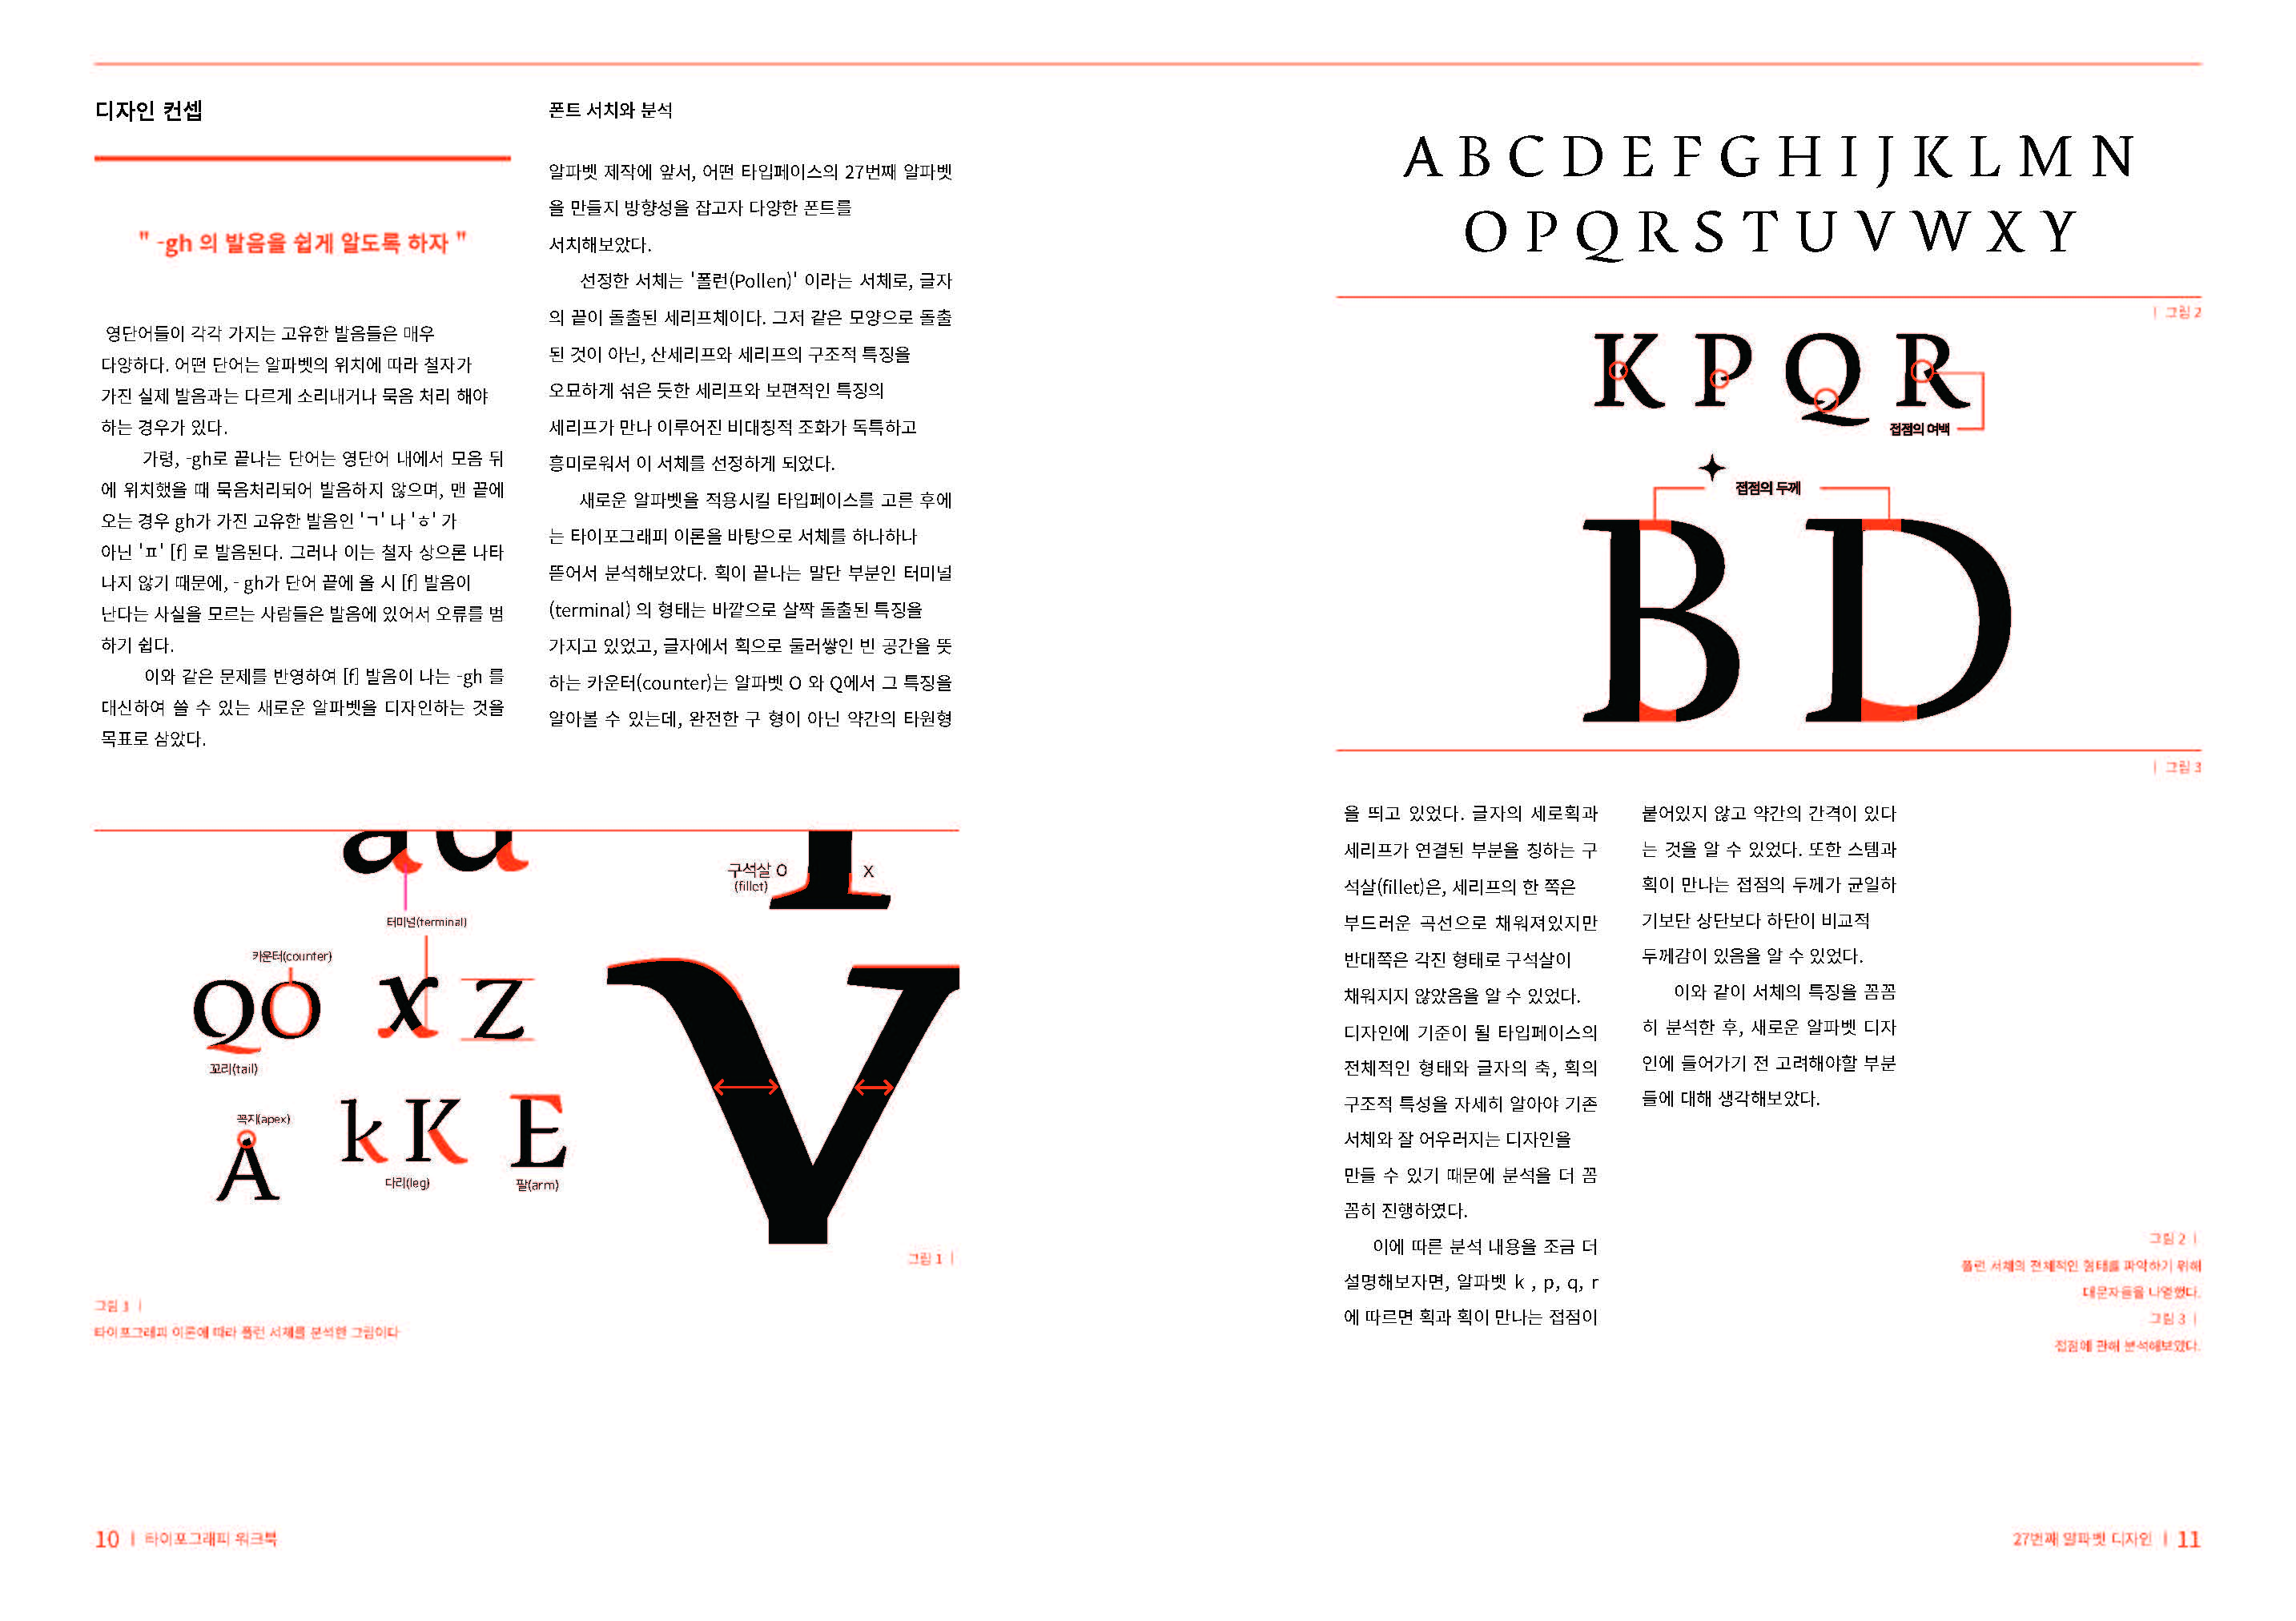 디자인 컨셉
" -gh 의 발음을 쉽게 알도록 하자 "
영단어들이 각각 가지는 고유한 발음들은 매우
다양하다. 어떤 단어는 알파벳의 위치에 따라 철자가
가진 실제 발음과는 다르게 소리내거나 묵음 처리 해야
하는 경우가 있다.
가령, -gh로 끝나는 단어는 영단어 내에서 모음 뒤
에 위치했을 때 묵음처리되어 발음하지 않으며, 맨 끝에
오는 경우 gh가 가진 고유한 발음인 'ㄱ' 나 'ㅎ' 가
아닌 'ㅍ' [f] 로 발음된다. 그러나 이는 철자 상으론 나타
나지 않기 때문에, - gh가 단어 끝에 올 시 [f] 발음이
난다는 사실을 모르는 사람들은 발음에 있어서 오류를 범
하기 쉽다.
이와 같은 문제를 반영하여 [f] 발음이 나는 -gh 를
대신하여 쓸 수 있는 새로운 알파벳을 디자인하는 것을
목표로 삼았다.
폰트 서치와 분석
알파벳 제작에 앞서, 어떤 타입페이스의 27번째 알파벳
을 만들지 방향성을 잡고자 다양한 폰트를
서치해보았다.
선정한 서체는 '폴런(Pollen)' 이라는 서체로, 글자
의 끝이 돌출된 세리프체이다. 그저 같은 모양으로 돌출
된 것이 아닌, 산세리프와 세리프의 구조적 특징을
오묘하게 섞은 듯한 세리프와 보편적인 특징의
세리프가 만나 이루어진 비대칭적 조화가 독특하고
흥미로워서 이 서체를 선정하게 되었다.
새로운 알파벳을 적용시킬 타입페이스를 고른 후에
는 타이포그래피 이론을 바탕으로 서체를 하나하나
뜯어서 분석해보았다. 획이 끝나는 말단 부분인 터미널
(terminal) 의 형태는 바깥으로 살짝 돌출된 특징을
가지고 있었고, 글자에서 획으로 둘러쌓인 빈 공간을 뜻
하는 카운터(counter)는 알파벳 O 와 Q에서 그 특징을
알아볼 수 있는데, 완전한 구 형이 아닌 약간의 타원형
터미널(terminal)
구석살 O
(fillet)
X
카운터(counter)
QO
x
z
꼬리(tail)
꼭지(apex)
A
kK
E
다리(leg)
팔(arm)
그림 1 |
그림 1 |
타이포그래피 이론에 따라 폴런 서체를 분석한 그림이다
10 | 타이포그래피 워크북
A B C D E F G H I J K L M N
O P Q R S T U V W X Y
| 그림 2
K P Q R
접점의 여백
접점의 두께
B D
| 그림 3
을 띄고 있었다. 글자의 세로획과
세리프가 연결된 부분을 칭하는 구
석살(fillet)은, 세리프의 한 쪽은
부드러운 곡선으로 채워져있지만
반대쪽은 각진 형태로 구석살이
채워지지 않았음을 알 수 있었다.
디자인에 기준이 될 타입페이스의
전체적인 형태와 글자의 축, 획의
구조적 특성을 자세히 알아야 기존
서체와 잘 어우러지는 디자인을
만들 수 있기 때문에 분석을 더 꼼
꼼히 진행하였다.
이에 따른 분석 내용을 조금 더
설명해보자면, 알파벳 k , p, q, r
에 따르면 획과 획이 만나는 접점이
붙어있지 않고 약간의 간격이 있다
는 것을 알 수 있었다. 또한 스템과
획이 만나는 접점의 두께가 균일하
기보단 상단보다 하단이 비교적
두께감이 있음을 알 수 있었다.
이와 같이 서체의 특징을 꼼꼼
히 분석한 후, 새로운 알파벳 디자
인에 들어가기 전 고려해야할 부분
들에 대해 생각해보았다.
그림 2 |
폴런 서체의 전체적인 형태를 파악하기 위해
대문자들을 나열했다.
그림 3 |
접점에 관해 분석해보았다.
27번째 알파벳 디자인 | 11